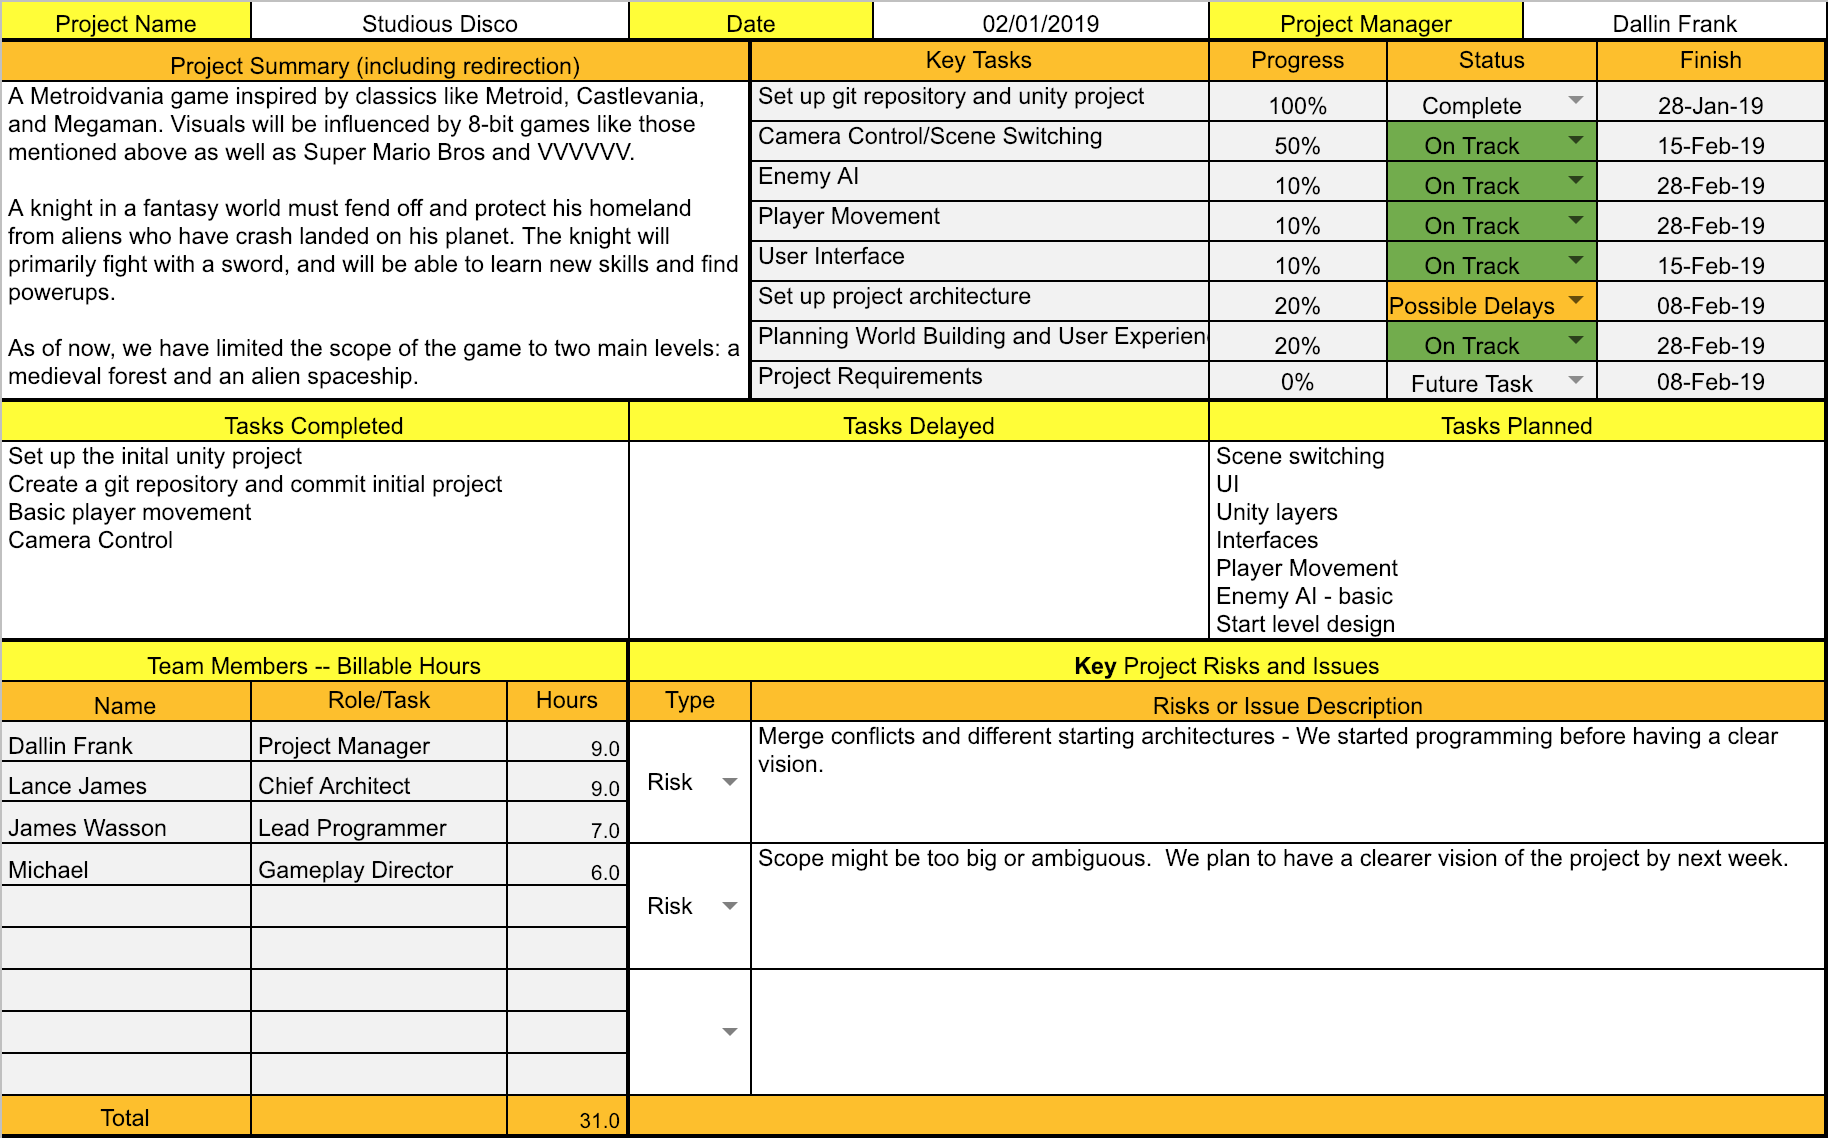 Project Name Studious Disco Date 02/01/2019 Project Manager Dallin Frank
Project Summary (including redirection)
A Metroidvania game inspired by classics like Metroid, Castlevania,
and Megaman. Visuals will be influenced by 8-bit games like those
mentioned above as well as Super Mario Bros and VVVVVV.
A knight in a fantasy world must fend off and protect his homeland
from aliens who have crash landed on his planet. The knight will
primarily fight with a sword, and will be able to learn new skills and find
powerups.
As of now, we have limited the scope of the game to two main levels: a
medieval forest and an alien spaceship.
Key Tasks Progress Status Finish
Set up git repository and unity project 100% Complete 28-Jan-19
Camera Control/Scene Switching 50% On Track 15-Feb-19
Enemy AI 10% On Track 28-Feb-19
Player Movement 10% On Track 28-Feb-19
User Interface 10% On Track 15-Feb-19
Set up project architecture 20% Possible Delays 08-Feb-19
Planning World Building and User Experien 20% On Track 28-Feb-19
Project Requirements 0% Future Task 08-Feb-19
Tasks Completed
Set up the inital unity project
Create a git repository and commit initial project
Basic player movement
Camera Control
Tasks Delayed
Tasks Planned
Scene switching
UI
Unity layers
Interfaces
Player Movement
Enemy AI - basic
Start level design
Team Members -- Billable Hours
Name Role/Task Hours
Dallin Frank Project Manager 9.0
Lance James Chief Architect 9.0
James Wasson Lead Programmer 7.0
Michael Gameplay Director 6.0
Total 31.0
Key Project Risks and Issues
Type Risks or Issue Description
Risk Merge conflicts and different starting architectures - We started programming before having a clear
vision.
Risk Scope might be too big or ambiguous.  We plan to have a clearer vision of the project by next week.